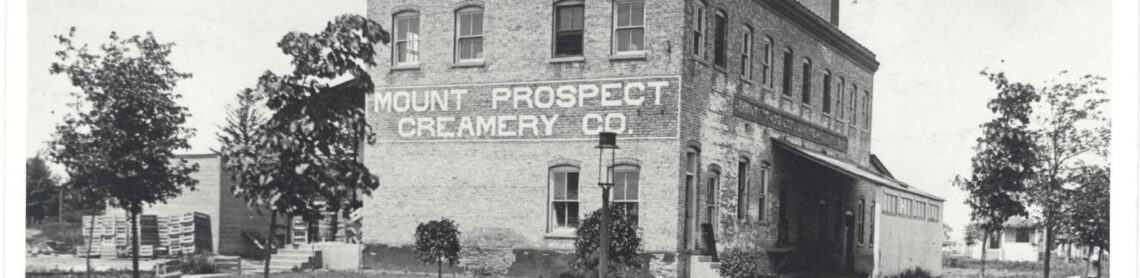 MOUNT PROSPECT
CREAMERY CO.